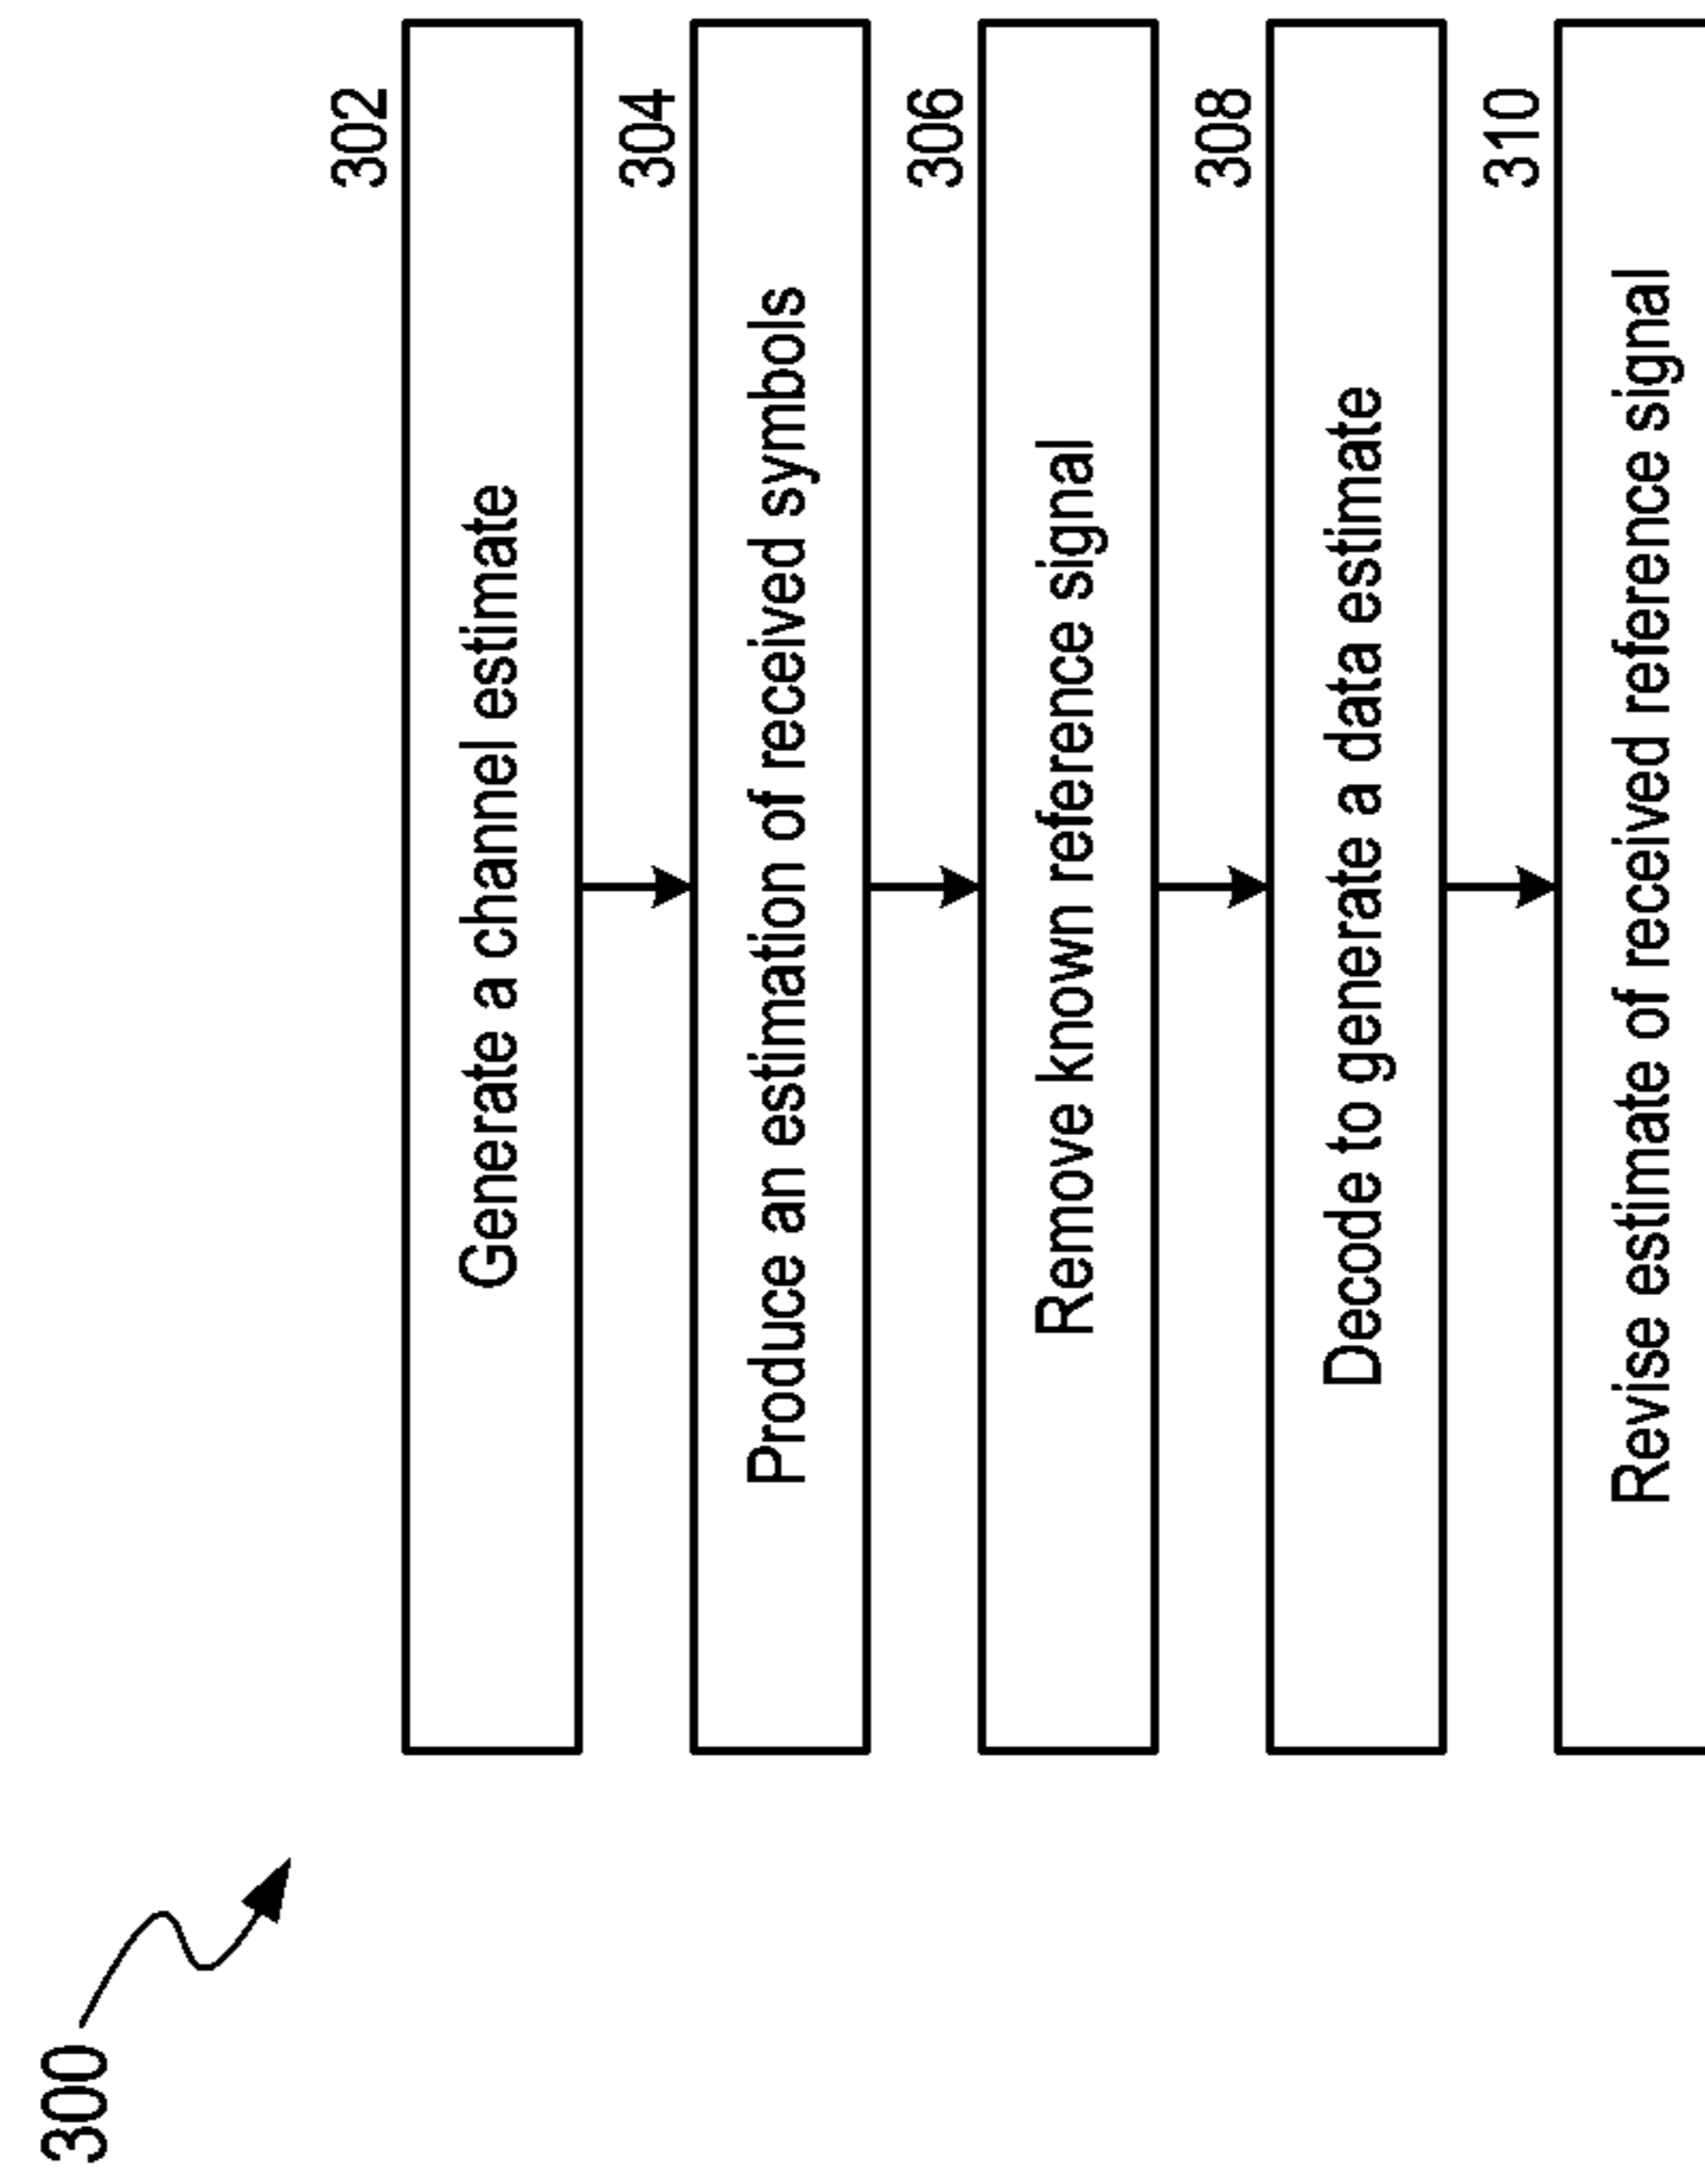 300
302
Generate a channel estimate
304
Produce an estimation of received symbols
306
Remove known reference signal
308
Decode to generate a data estimate
310
Revise estimate of received reference signal